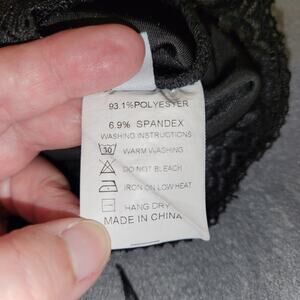 93.1%POLYESTER
6.9% SPANDEX
WASHING INSTRUCTIONS
30 WARM WASHING
DO NOT BLEACH
IRON ON LOW HEAT
HANG DRY
MADE IN CHINA